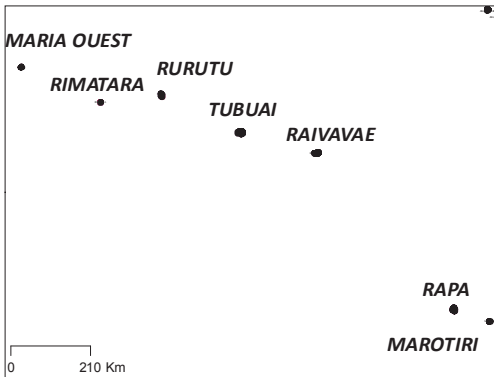 MARIA OUEST
RIMATARA
RURUTU
TUBUAI
RAIVAVAE
RAPA
MAROTIRI
0 210 Km